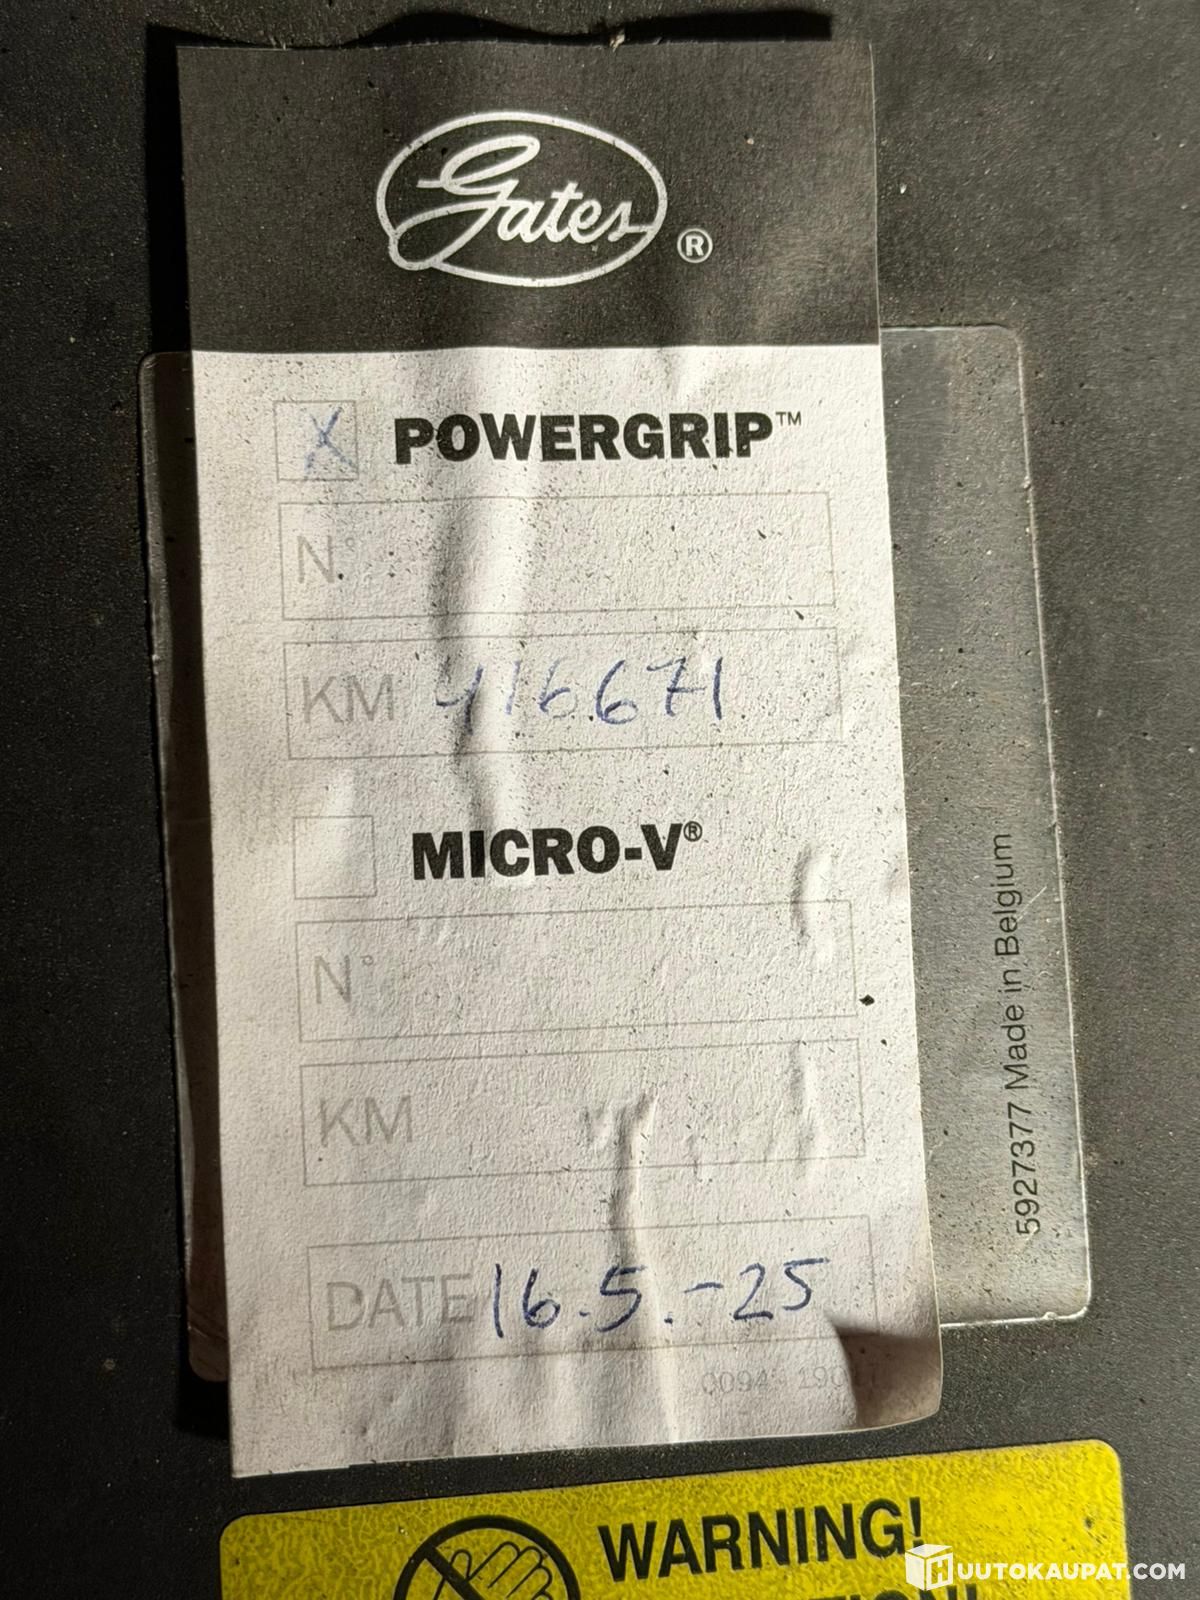 Gates ®
X POWERGRIP™
N°
KM 416671
MICRO-V®
N°
KM
DATE 16.5.-25
5927377 Made in Belgium
WARNING!
HUUTOKAUPAT.COM